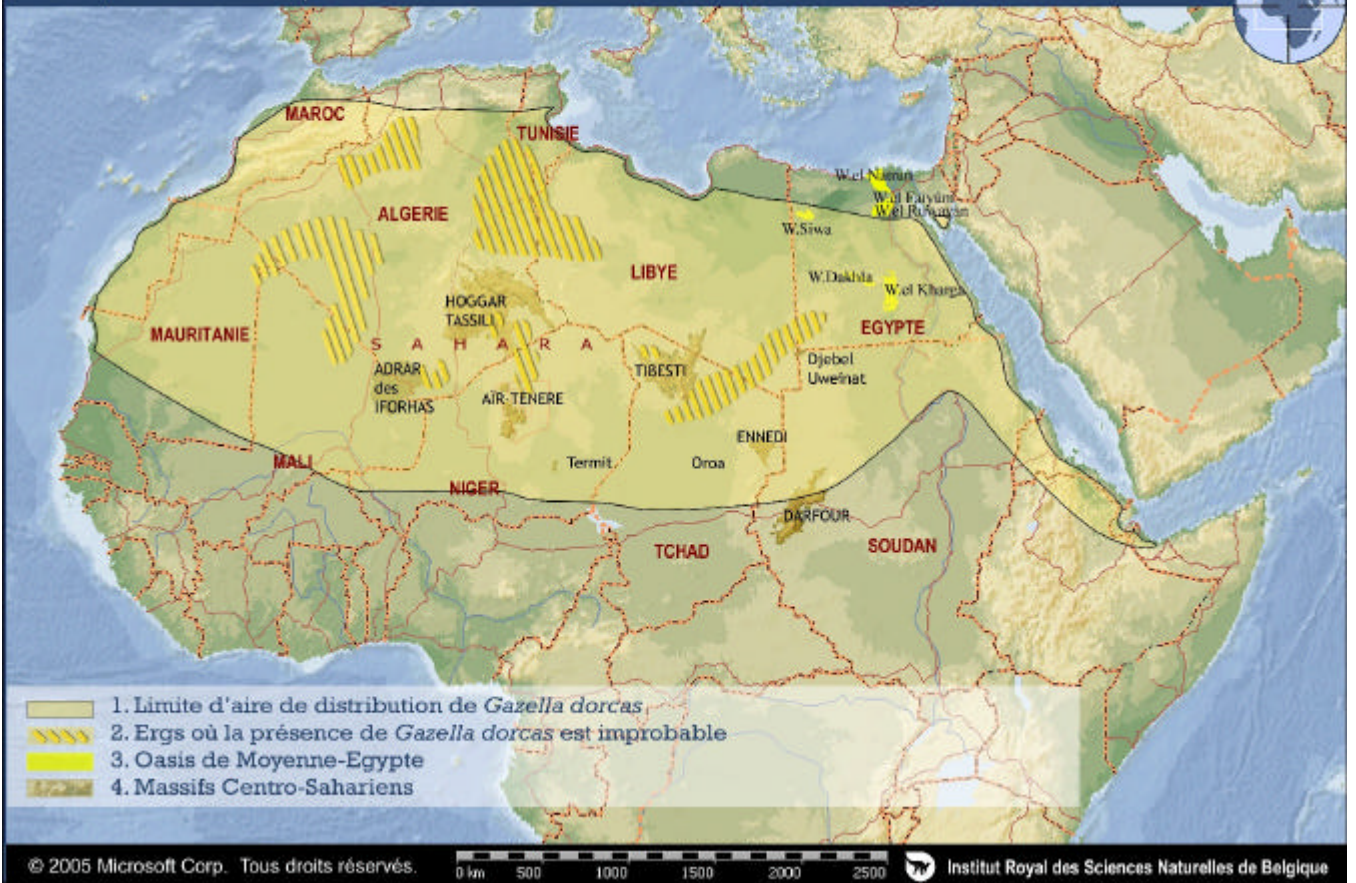 MAROC
TUNISIE
W.el Natrun
W.el Faiyum
W.el Ruwayan
ALGERIE
W.Siwa
LIBYE
W.Dakhla
W.el Kharga
HOGGAR
TASSILI
MAURITANIE
EGYPTE
SAHARA
ADRAR
des
IFORHAS
TIBESTI
Djebel
Uweînat
AÏR-TENERE
ENNEDI
MALI
Termit
Oroa
NIGER
DARFOUR
TCHAD
SOUDAN
1. Limite d'aire de distribution de Gazella dorcas
2. Ergs où la présence de Gazella dorcas est improbable
3. Oasis de Moyenne-Egypte
4. Massifs Centro-Sahariens
© 2005 Microsoft Corp. Tous droits réservés.
0 km 500 1000 1500 2000 2500
Institut Royal des Sciences Naturelles de Belgique